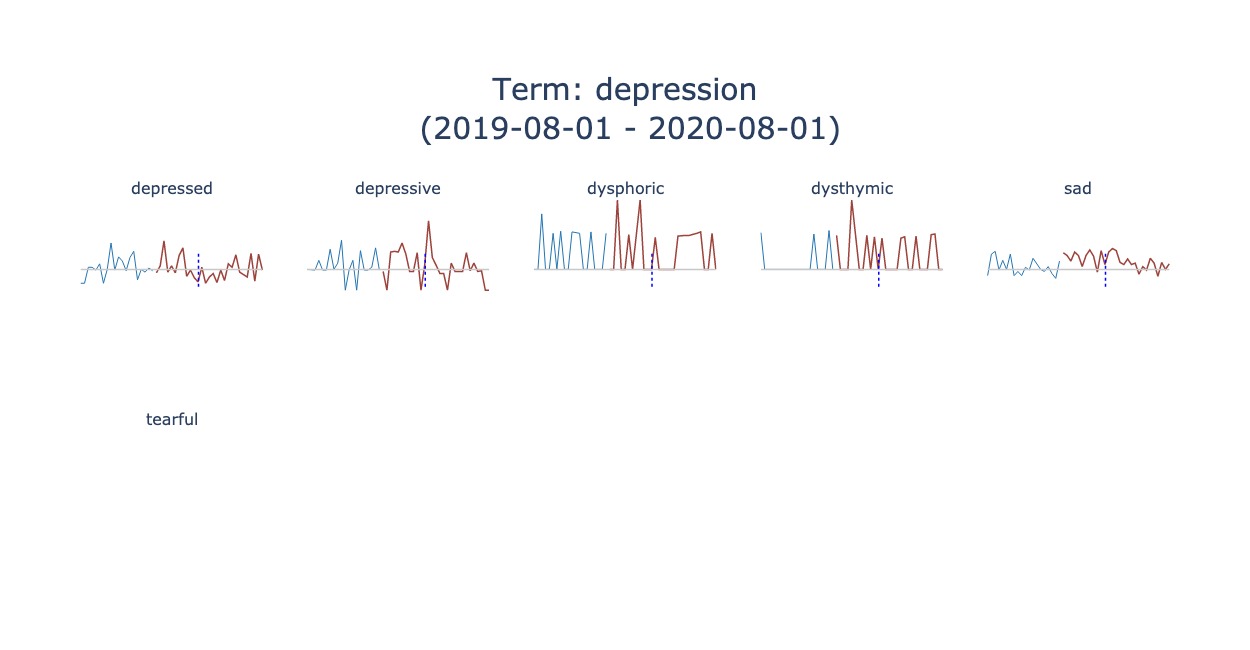 Term: depression
(2019-08-01 - 2020-08-01)
depressed
depressive
dysphoric
dysthymic
sad
tearful